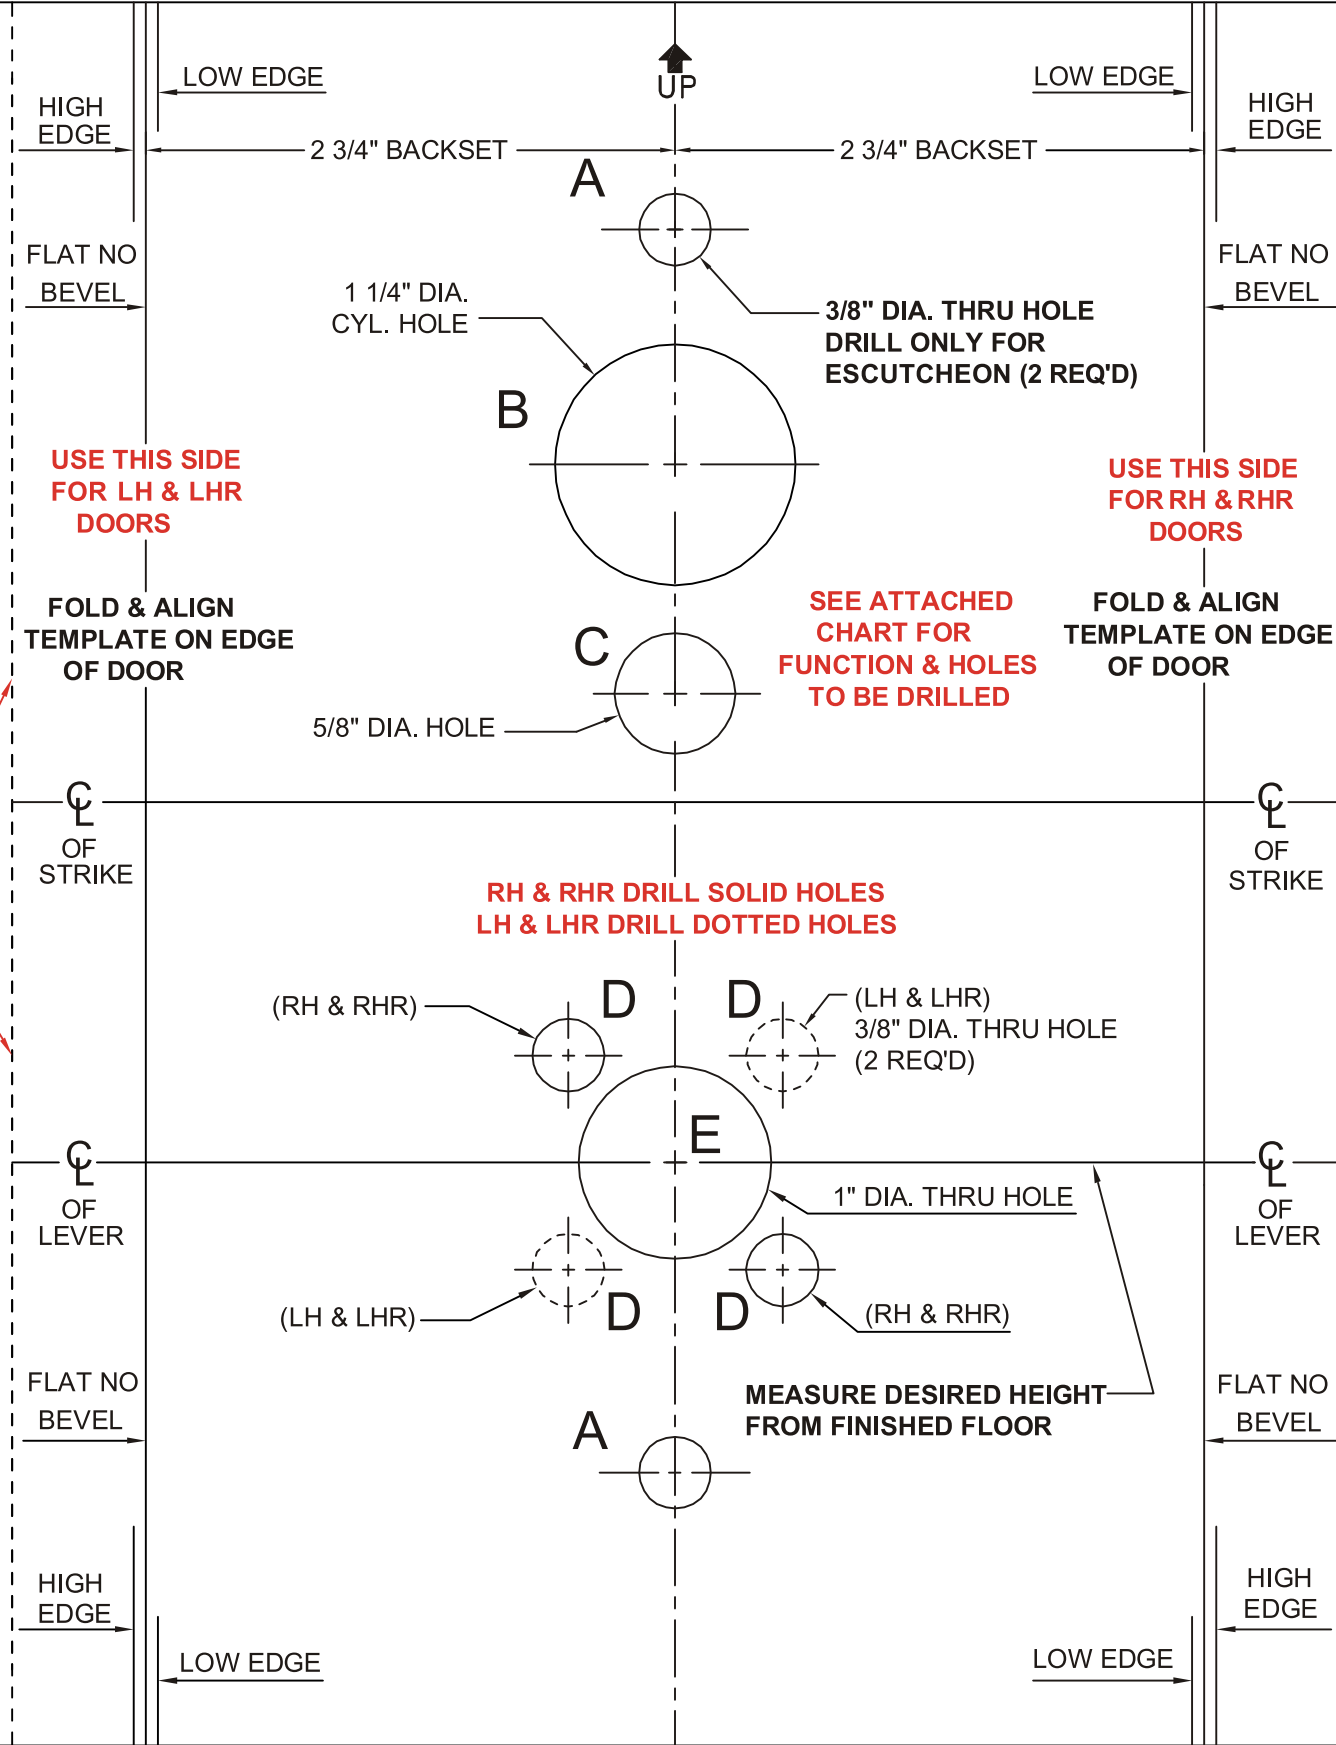 UP
LOW EDGE
LOW EDGE
HIGH
EDGE
HIGH
EDGE
2 3/4" BACKSET
2 3/4" BACKSET
A
FLAT NO
BEVEL
FLAT NO
BEVEL
1 1/4" DIA.
CYL. HOLE
3/8" DIA. THRU HOLE
DRILL ONLY FOR
ESCUTCHEON (2 REQ'D)
B
USE THIS SIDE
FOR LH & LHR
DOORS
USE THIS SIDE
FOR RH & RHR
DOORS
FOLD & ALIGN
TEMPLATE ON EDGE
OF DOOR
SEE ATTACHED
CHART FOR
FUNCTION & HOLES
TO BE DRILLED
FOLD & ALIGN
TEMPLATE ON EDGE
OF DOOR
C
5/8" DIA. HOLE
CL
OF
STRIKE
CL
OF
STRIKE
RH & RHR DRILL SOLID HOLES
LH & LHR DRILL DOTTED HOLES
(RH & RHR)
D
D
(LH & LHR)
3/8" DIA. THRU HOLE
(2 REQ'D)
E
CL
OF
LEVER
1" DIA. THRU HOLE
CL
OF
LEVER
(LH & LHR)
D
D
(RH & RHR)
FLAT NO
BEVEL
MEASURE DESIRED HEIGHT
FROM FINISHED FLOOR
FLAT NO
BEVEL
A
HIGH
EDGE
HIGH
EDGE
LOW EDGE
LOW EDGE